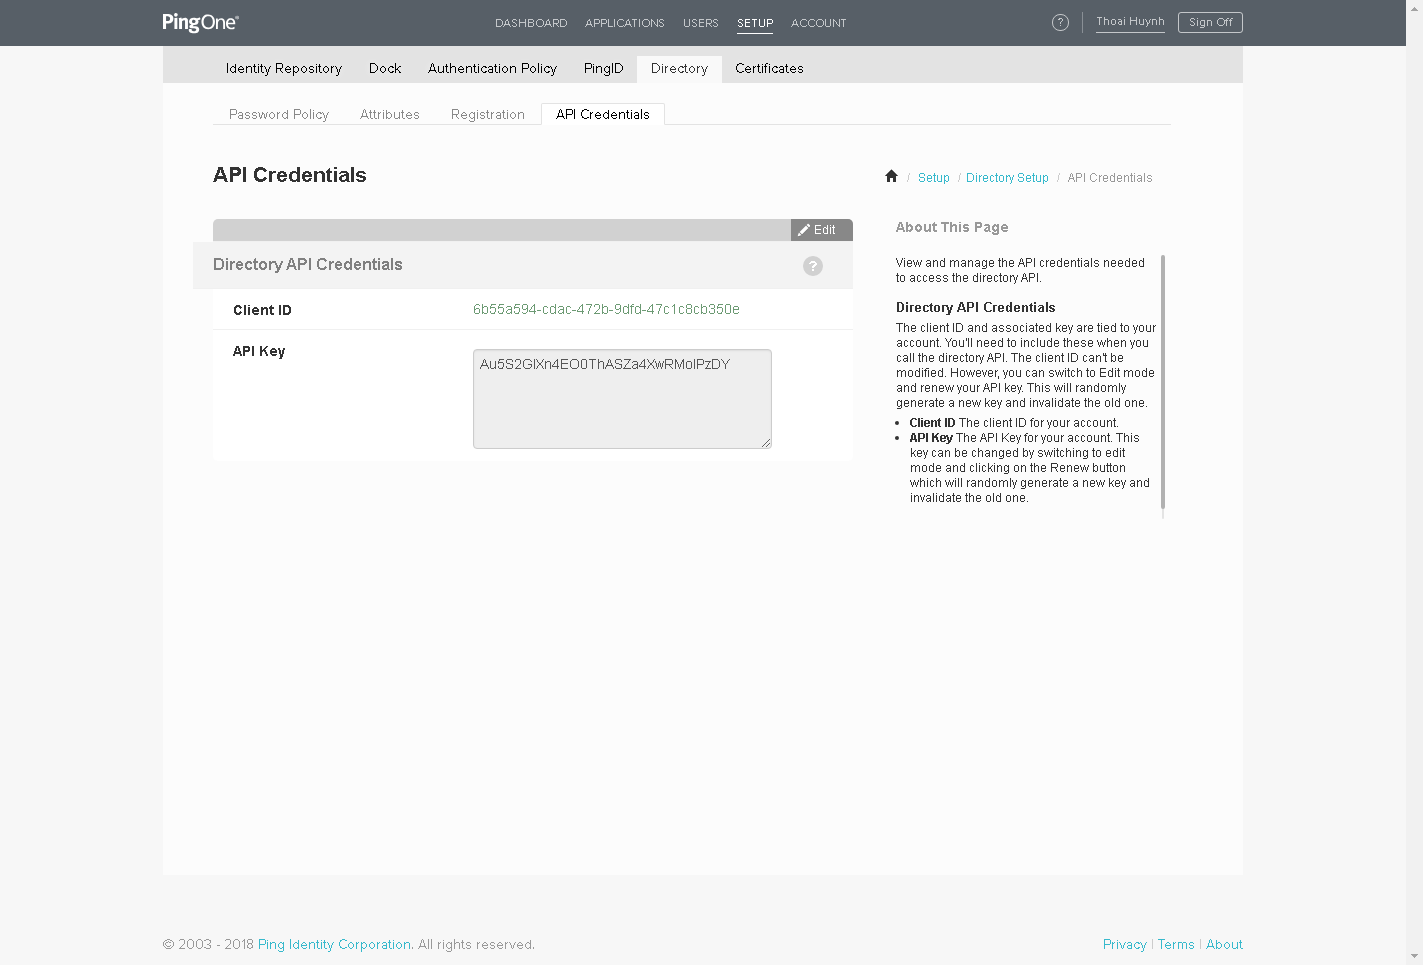 PingOne®
DASHBOARD APPLICATIONS USERS SETUP ACCOUNT
? Thoai Huynh Sign Off
Identity Repository Dock Authentication Policy PingID Directory Certificates
Password Policy Attributes Registration API Credentials
API Credentials
/ Setup / Directory Setup / API Credentials
Edit
Directory API Credentials ?
Client ID 6b55a594-cdac-472b-9dfd-47c1c8cb350e
API Key Au5S2GlXn4EO0ThASZa4XwRMolPzDY
About This Page
View and manage the API credentials needed
to access the directory API.
Directory API Credentials
The client ID and associated key are tied to your
account. You'll need to include these when you
call the directory API. The client ID can't be
modified. However, you can switch to Edit mode
and renew your API key. This will randomly
generate a new key and invalidate the old one.
• Client ID The client ID for your account.
• API Key The API Key for your account. This
key can be changed by switching to edit
mode and clicking on the Renew button
which will randomly generate a new key and
invalidate the old one.
© 2003 - 2018 Ping Identity Corporation. All rights reserved.
Privacy | Terms | About